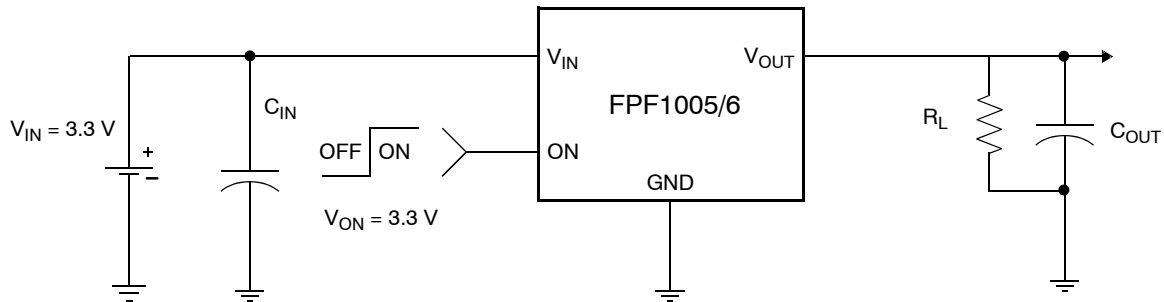 V_IN
V_OUT
FPF1005/6
C_IN
R_L
V_IN = 3.3 V
+
−
OFF
ON
ON
C_OUT
GND
V_ON = 3.3 V